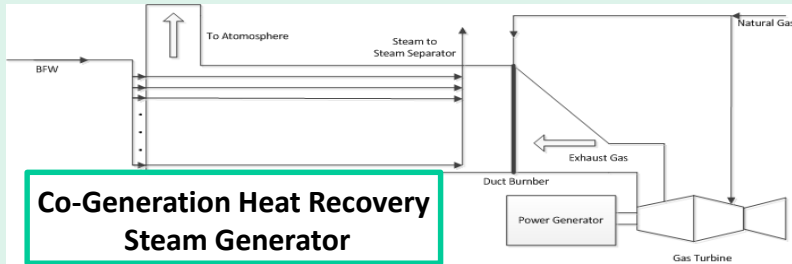 To Atomosphere
Steam to
Steam Separator
Natural Gas
BFW
Exhaust Gas
Duct Bumber
Co-Generation Heat Recovery
Steam Generator
Power Generator
Gas Turbine